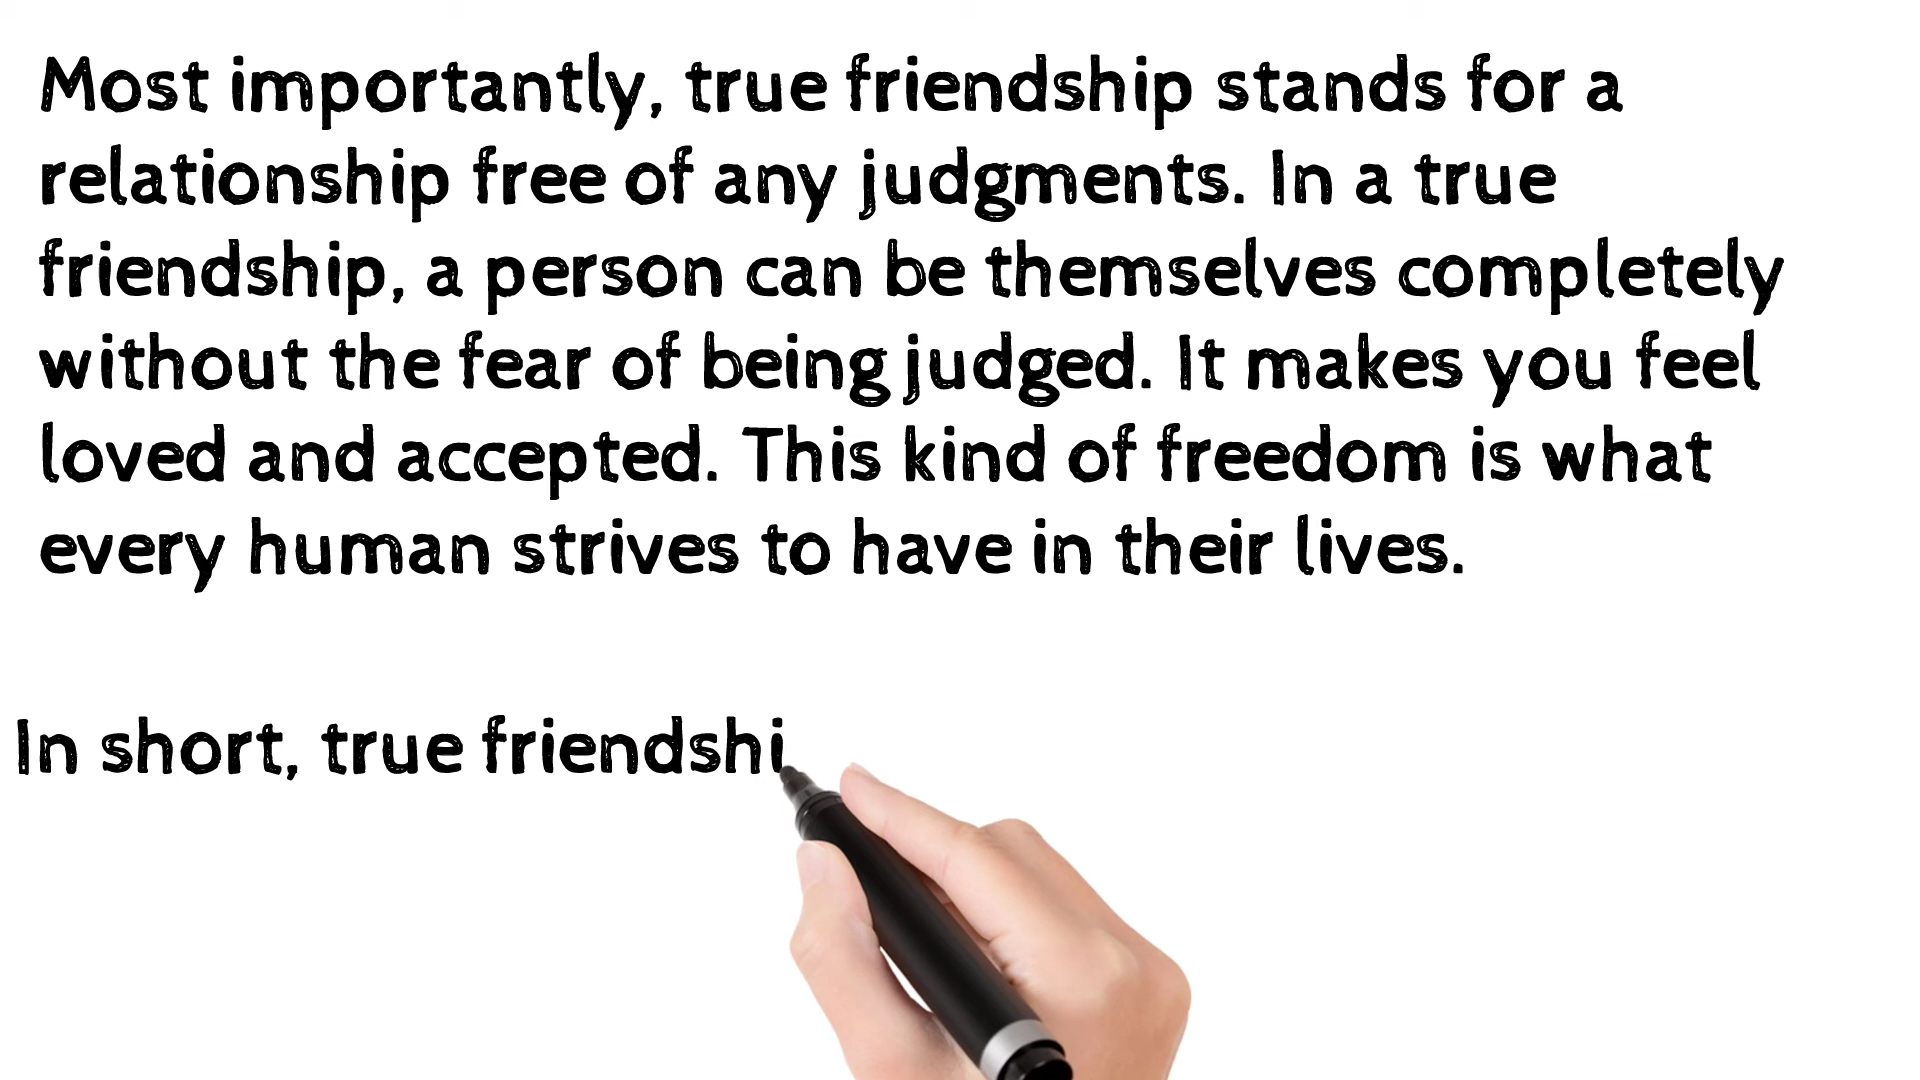 Most importantly, true friendship stands for a
relationship free of any judgments. In a true
friendship, a person can be themselves completely
without the fear of being judged. It makes you feel
loved and accepted. This kind of freedom is what
every human strives to have in their lives.
In short, true friendshi